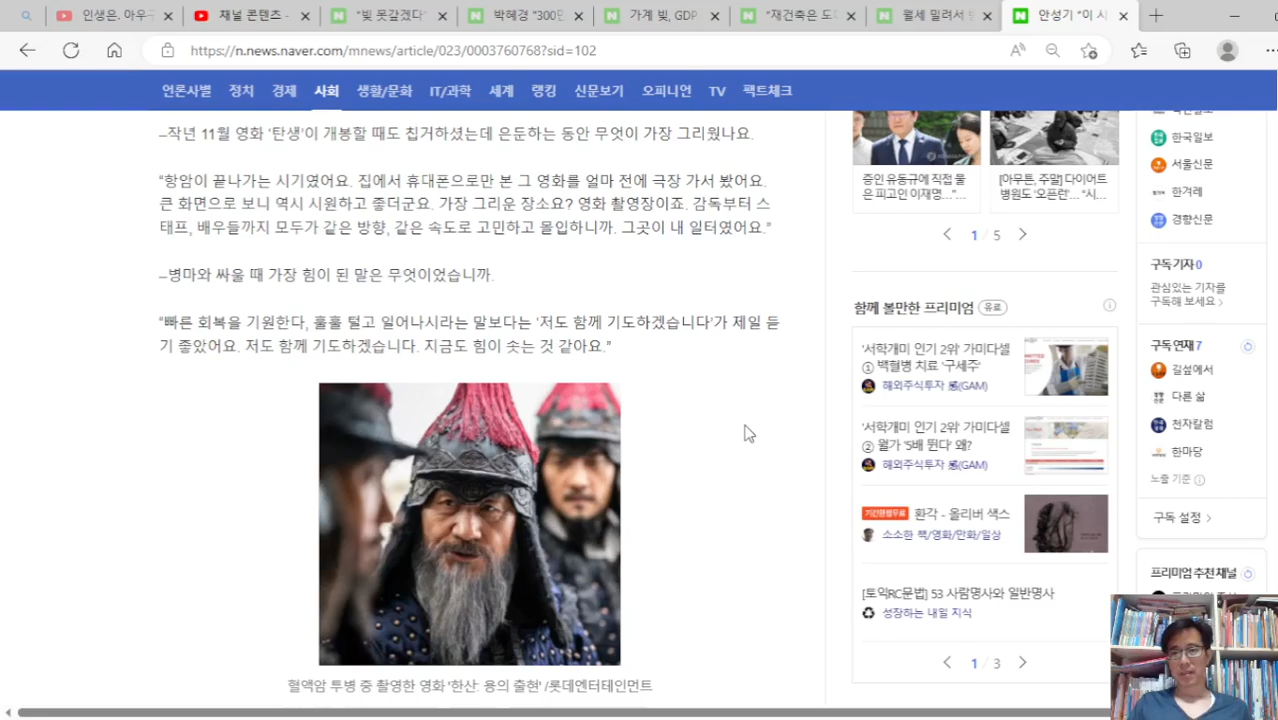 인생은. 아우구
채널 콘텐츠 -
"빚 못갚겠다"
박혜경 "300만
가계 빚, GDP
"재건축은 도
월세 밀려서
안성기 "이 시
https://n.news.naver.com/mnews/article/023/0003760768?sid=102
언론사별 정치 경제 사회 생활/문화 IT/과학 세계 랭킹 신문보기 오피니언 TV 팩트체크
–작년 11월 영화 '탄생'이 개봉할 때도 칩거하셨는데 은둔하는 동안 무엇이 가장 그리웠나요.
"항암이 끝나가는 시기였어요. 집에서 휴대폰으로만 본 그 영화를 얼마 전에 극장 가서 봤어요.
큰 화면으로 보니 역시 시원하고 좋더군요. 가장 그리운 장소요? 영화 촬영장이죠. 감독부터 스
태프, 배우들까지 모두가 같은 방향, 같은 속도로 고민하고 몰입하니까. 그곳이 내 일터였어요."
–병마와 싸울 때 가장 힘이 된 말은 무엇이었습니까.
"빠른 회복을 기원한다, 훌훌 털고 일어나시라는 말보다는 '저도 함께 기도하겠습니다'가 제일 듣
기 좋았어요. 저도 함께 기도하겠습니다. 지금도 힘이 솟는 것 같아요."
혈액암 투병 중 촬영한 영화 '한산: 용의 출현' /롯데엔터테인먼트
증인 유동규에 직접 물
은 피고인 이재명…"…
[아무튼, 주말] 다이어트
병원도 '오픈런'… "시…
1 5
함께 볼만한 프리미엄 유료
'서학개미 인기 2위' 가미다셀
① 백혈병 치료 '구세주'
해외주식투자 感(GAM)
'서학개미 인기 2위' 가미다셀
② 월가 '5배 뛴다' 왜?
해외주식투자 感(GAM)
기간한정무료 환각 - 올리버 색스
소소한 책/영화/만화/일상
[토익RC문법] 53 사람명사와 일반명사
성장하는 내일 지식
1 3
한국일보
서울신문
한겨레
경향신문
구독 기자 0
관심있는 기자를
구독해 보세요
구독 연재 7
길섶에서
다른 삶
천자칼럼
한마당
노출 기준
구독 설정
프리미엄 추천 채널